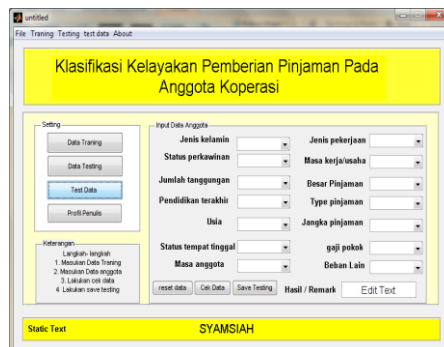 untitled
File Traning Testing test data About
Klasifikasi Kelayakan Pemberian Pinjaman Pada
Anggota Koperasi
Setting
Data Traning
Data Testing
Test Data
Profil Penulis
Keterangan
Langkah- langkah
1. Masukan Data Traning
2. Masukan Data anggota
3. Lakukan cek data
4 Lakukan save testing
Input Data Anggota
Jenis kelamin
Status perkawinan
Jumlah tanggungan
Pendidikan terakhir
Usia
Status tempat tinggal
Masa anggota
Jenis pekerjaan
Masa kerja/usaha
Besar Pinjaman
Type pinjaman
Jangka pinjaman
gaji pokok
Beban Lain
reset data Cek Data Save Testing Hasil / Remark Edit Text
Static Text SYAMSIAH